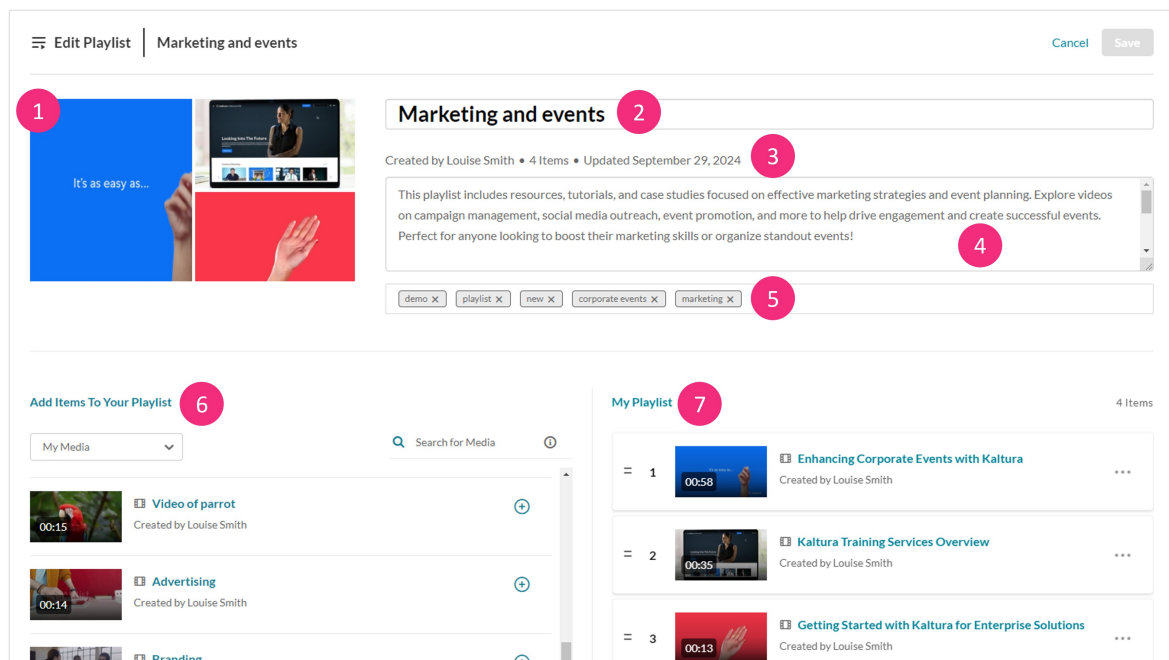 Edit Playlist
Marketing and events
Cancel
Save
1
It's as easy as...
Looking Into The Future
Marketing and events
2
Created by Louise Smith • 4 Items • Updated September 29, 2024
3
This playlist includes resources, tutorials, and case studies focused on effective marketing strategies and event planning. Explore videos
on campaign management, social media outreach, event promotion, and more to help drive engagement and create successful events.
Perfect for anyone looking to boost their marketing skills or organize standout events!
4
demo
playlist
new
corporate events
marketing
5
Add Items To Your Playlist
6
My Media
Search for Media
00:15
Video of parrot
Created by Louise Smith
00:14
Advertising
Created by Louise Smith
Branding
My Playlist
7
4 Items
1
00:58
Enhancing Corporate Events with Kaltura
Created by Louise Smith
2
00:35
Kaltura Training Services Overview
Created by Louise Smith
3
00:13
Getting Started with Kaltura for Enterprise Solutions
Created by Louise Smith